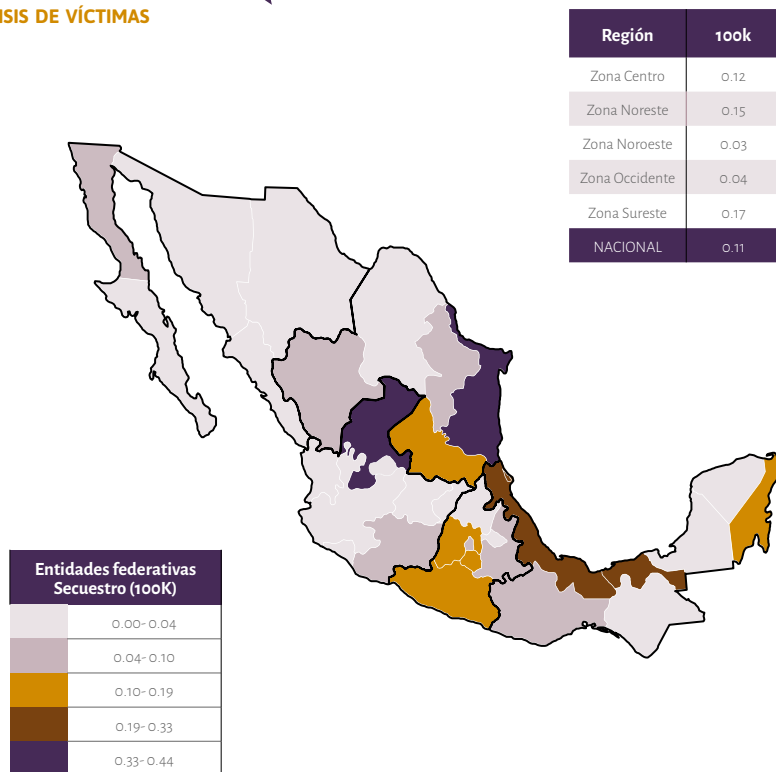 ISIS DE VÍCTIMAS
Región 100k
Zona Centro 0.12
Zona Noreste 0.15
Zona Noroeste 0.03
Zona Occidente 0.04
Zona Sureste 0.17
NACIONAL 0.11
Entidades federativas
Secuestro (100K)
0.00-0.04
0.04-0.10
0.10-0.19
0.19-0.33
0.33-0.44